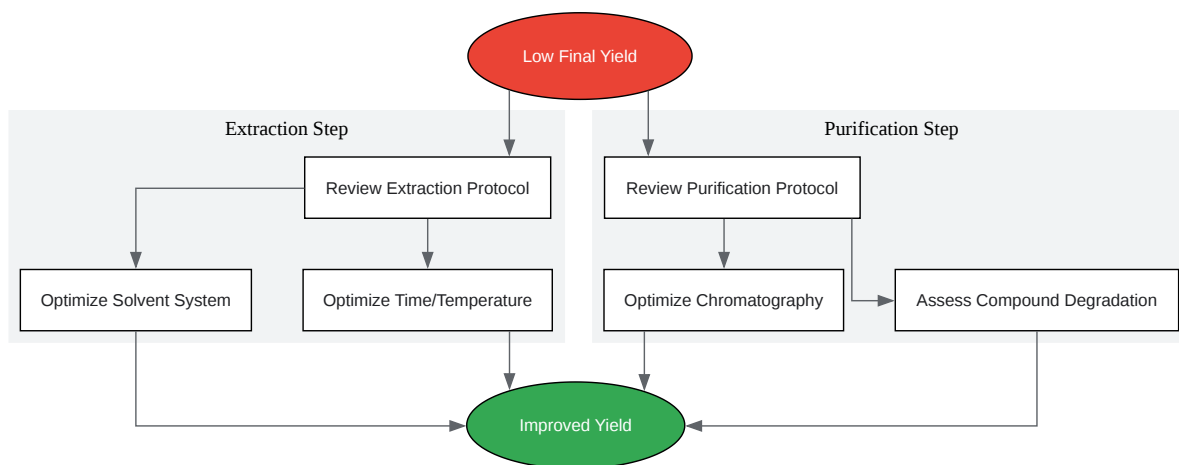 Low Final Yield
Extraction Step
Purification Step
Review Extraction Protocol
Review Purification Protocol
Optimize Solvent System
Optimize Time/Temperature
Optimize Chromatography
Assess Compound Degradation
Improved Yield